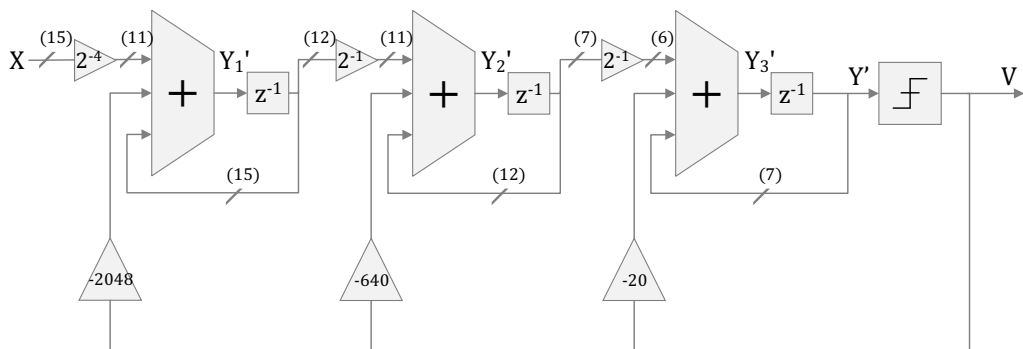 (15) (11) (12) (11) (7) (6)
X 2⁻⁴ Y₁' 2⁻¹ Y₂' 2⁻¹ Y₃' Y' V
+ z⁻¹ + z⁻¹ + z⁻¹
(15) (12) (7)
-2048 -640 -20